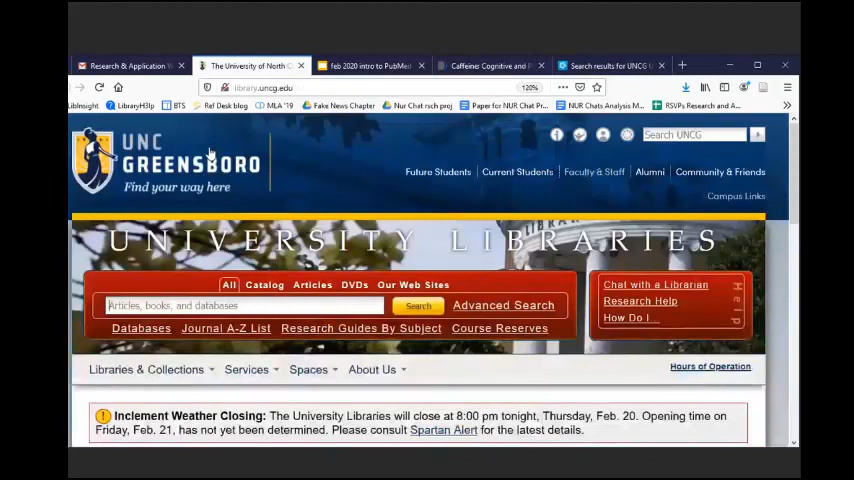 Research & Application
The University of North C
feb 2020 intro to PubMed
Caffeine: Cognitive and P
Search results for UNCG
library.uncg.edu
120%
LibInsight
LibraryH3lp
BTS
Ref Desk blog
MLA '19
Fake News Chapter
Nur Chat rsch proj
Paper for NUR Chats
NUR Chats Analysis M
RSVPs Research and A
UNC
GREENSBORO
Find your way here
Search UNCG
Future Students
Current Students
Faculty & Staff
Alumni
Community & Friends
Campus Links
UNIVERSITY LIBRARIES
All Catalog Articles DVDs Our Web Sites
Articles, books, and databases
Search
Advanced Search
Databases Journal A-Z List Research Guides By Subject Course Reserves
Chat with a Librarian
Research Help
How Do I...
Help
Libraries & Collections
Services
Spaces
About Us
Hours of Operation
Inclement Weather Closing: The University Libraries will close at 8:00 pm tonight, Thursday, Feb. 20. Opening time on
Friday, Feb. 21, has not yet been determined. Please consult Spartan Alert for the latest details.